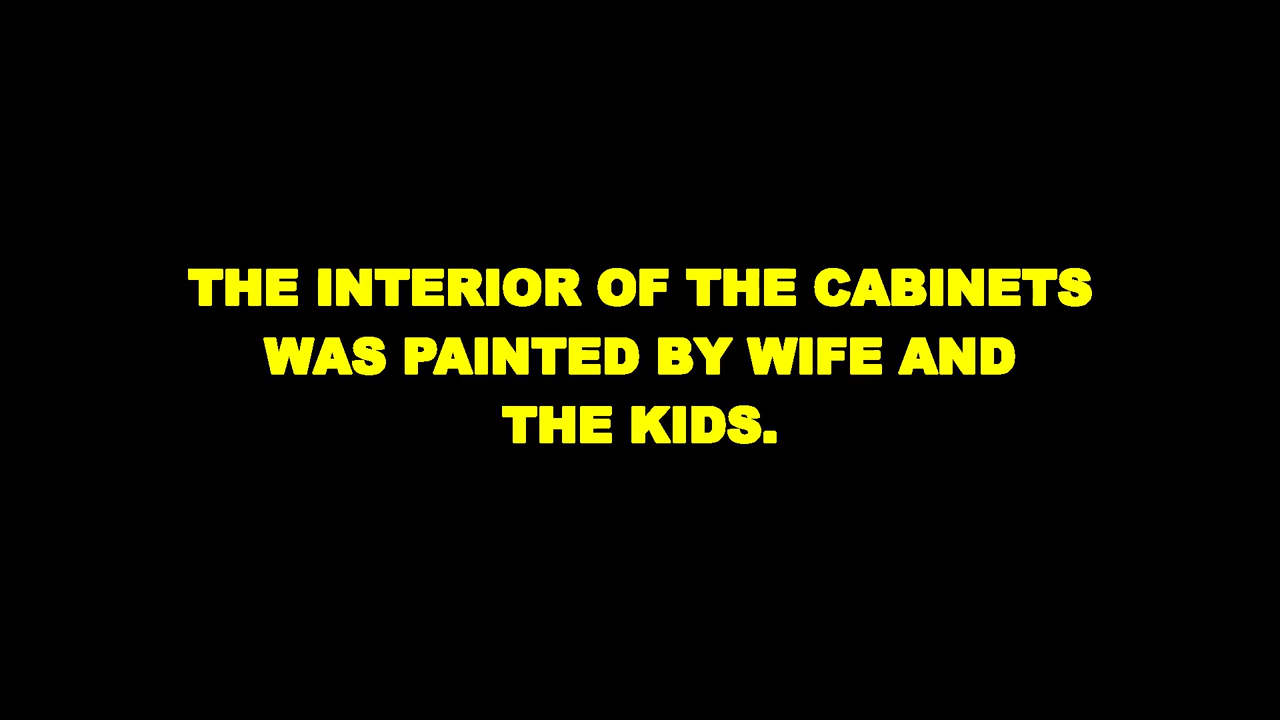 THE INTERIOR OF THE CABINETS
WAS PAINTED BY WIFE AND
THE KIDS.